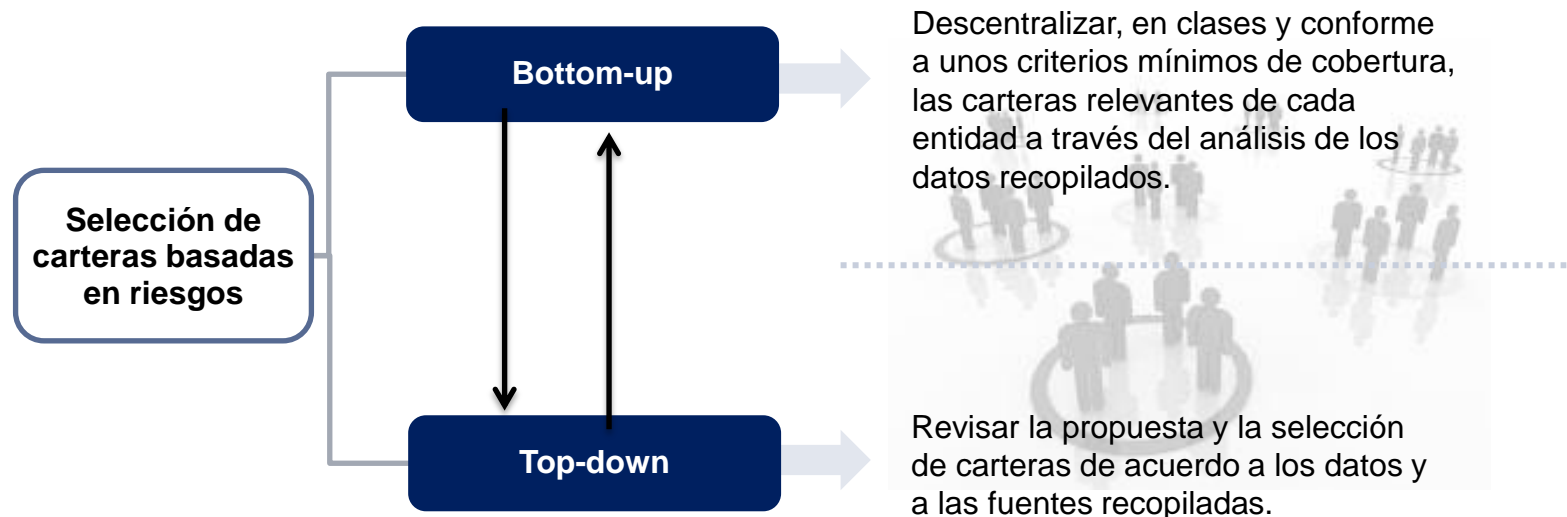 Selección de
carteras basadas
en riesgos
Bottom-up
Descentralizar, en clases y conforme
a unos criterios mínimos de cobertura,
las carteras relevantes de cada
entidad a través del análisis de los
datos recopilados.
Top-down
Revisar la propuesta y la selección
de carteras de acuerdo a los datos y
a las fuentes recopiladas.